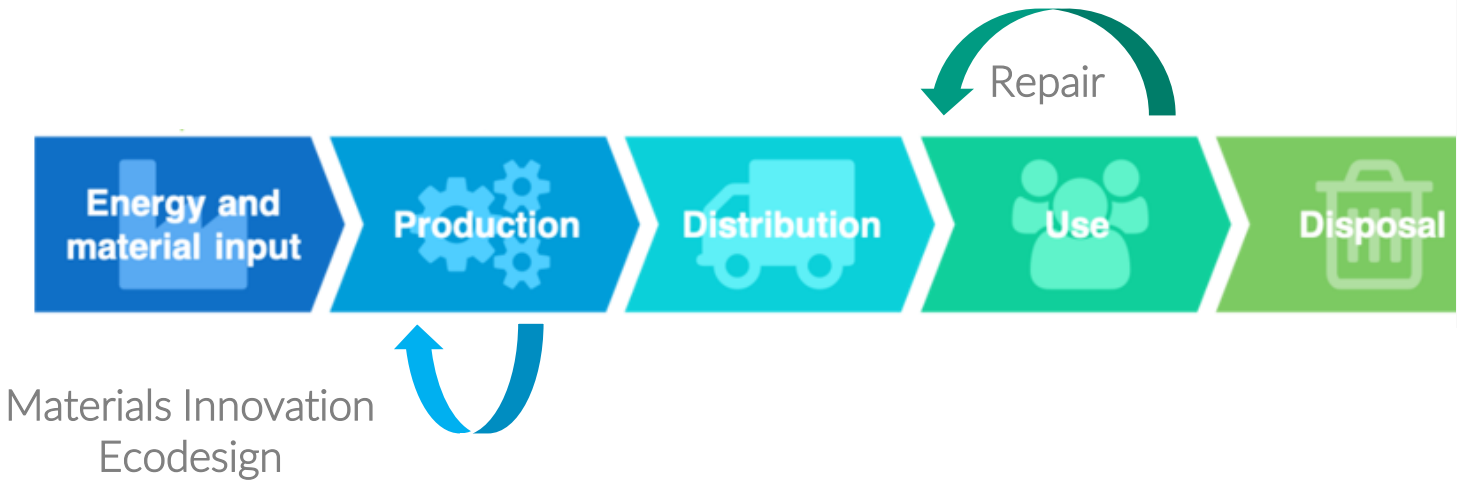 Repair
Energy and
material input
Production
Distribution
Use
Disposal
Materials Innovation
Ecodesign